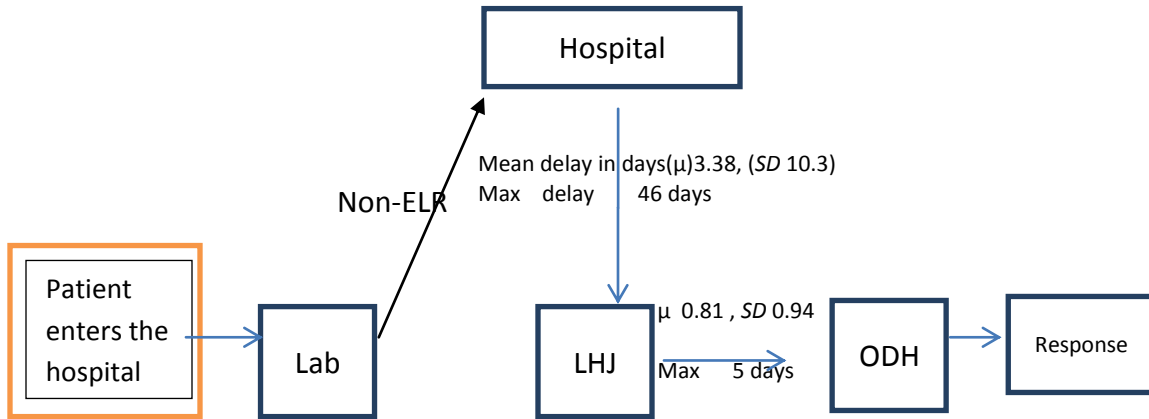 Hospital
Mean delay in days(µ)3.38, (SD 10.3)
Max delay 46 days
Non-ELR
Patient
enters the
hospital
Lab
LHJ
µ 0.81 , SD 0.94
Max 5 days
ODH
Response